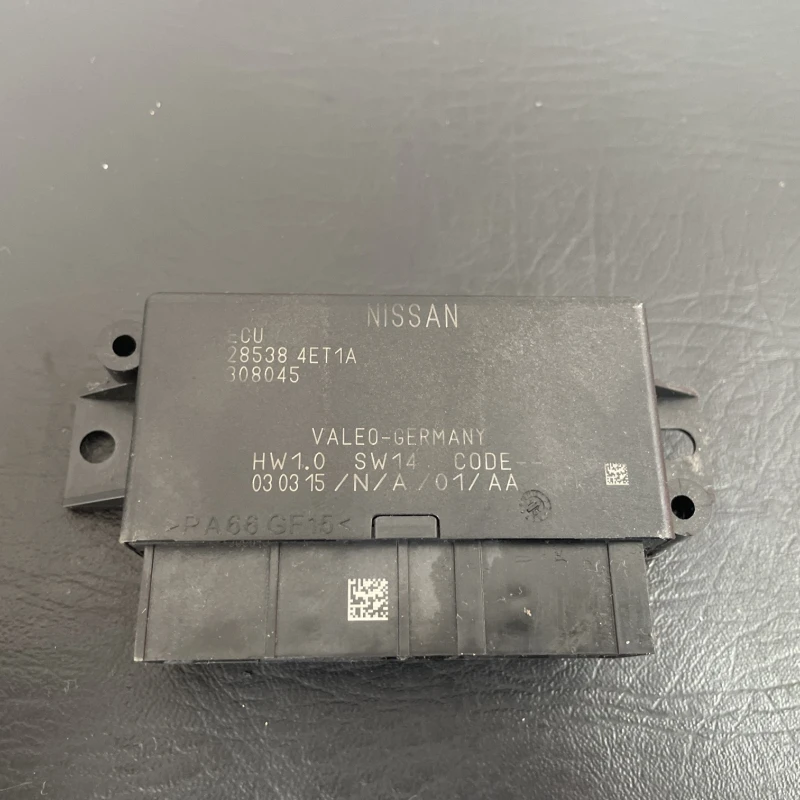 NISSAN
ECU
28538 4ET1A
308045
VALEO-GERMANY
HW1.0 SW14 CODE--
03 03 15 /N/A /01/AA
>PA66 GF15<